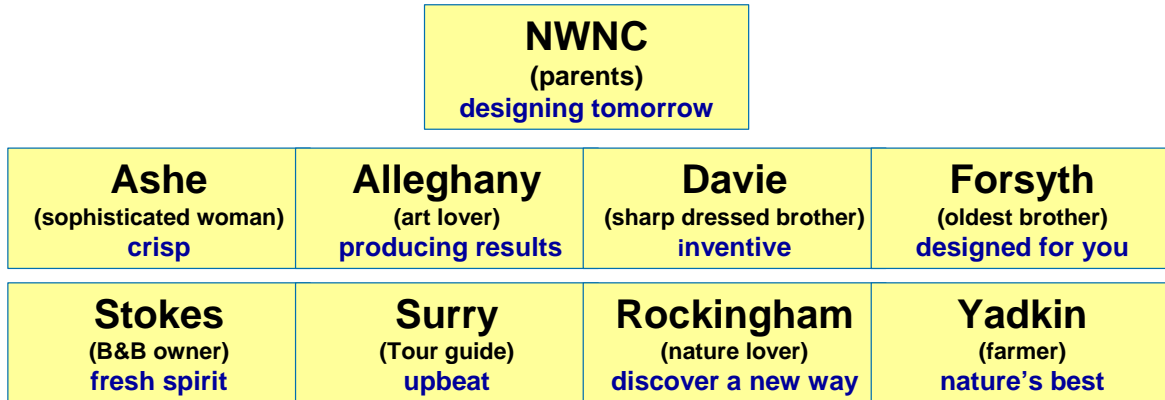 NWNC
(parents)
designing tomorrow
Ashe
(sophisticated woman)
crisp
Alleghany
(art lover)
producing results
Davie
(sharp dressed brother)
inventive
Forsyth
(oldest brother)
designed for you
Stokes
(B&B owner)
fresh spirit
Surry
(Tour guide)
upbeat
Rockingham
(nature lover)
discover a new way
Yadkin
(farmer)
nature’s best